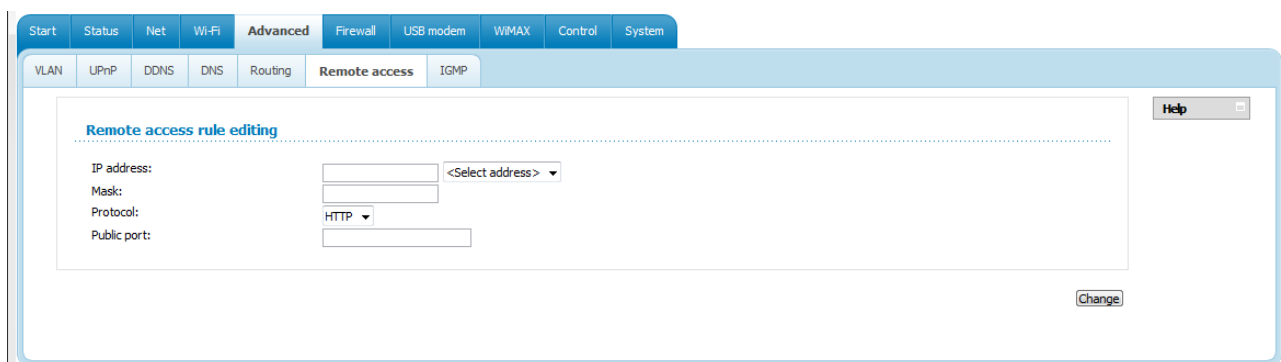 Start Status Net Wi-Fi Advanced Firewall USB modem WiMAX Control System
VLAN UPnP DDNS DNS Routing Remote access IGMP
Help
Remote access rule editing
IP address: <Select address>
Mask:
Protocol: HTTP
Public port:
Change